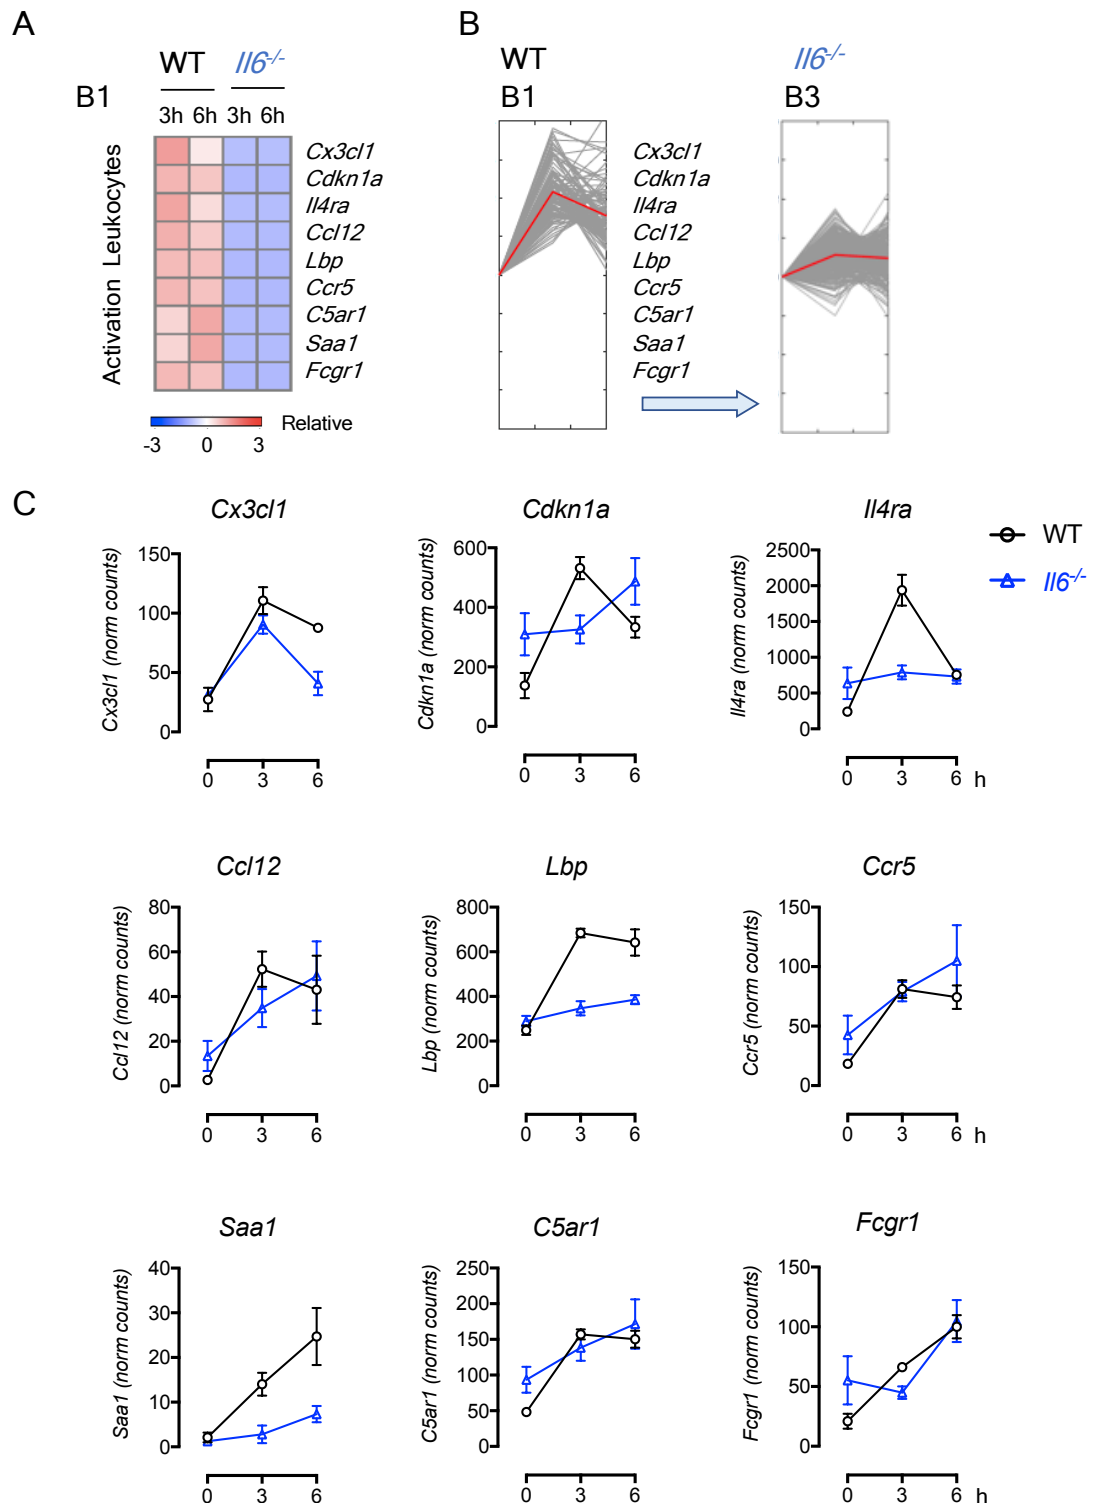 A
WT Il6-/-
B1
3h 6h 3h 6h
Activation Leukocytes
Cx3cl1
Cdkn1a
Il4ra
Ccl12
Lbp
Ccr5
C5ar1
Saa1
Fcgr1
Relative
-3 0 3
B
WT Il6-/-
B1 B3
Cx3cl1
Cdkn1a
Il4ra
Ccl12
Lbp
Ccr5
C5ar1
Saa1
Fcgr1
C
Cx3cl1
Cx3cl1 (norm counts)
150
100
50
0
0 3 6
Cdkn1a
Cdkn1a (norm counts)
600
400
200
0
0 3 6
Il4ra
Il4ra (norm counts)
2500
2000
1500
1000
500
0
0 3 6 h
WT
Il6-/-
Ccl12
Ccl12 (norm counts)
80
60
40
20
0
0 3 6
Lbp
Lbp (norm counts)
800
600
400
200
0
0 3 6
Ccr5
Ccr5 (norm counts)
150
100
50
0
0 3 6 h
Saa1
Saa1 (norm counts)
40
30
20
10
0
0 3 6
C5ar1
C5ar1 (norm counts)
250
200
150
100
50
0
0 3 6
Fcgr1
Fcgr1 (norm counts)
150
100
50
0
0 3 6 h